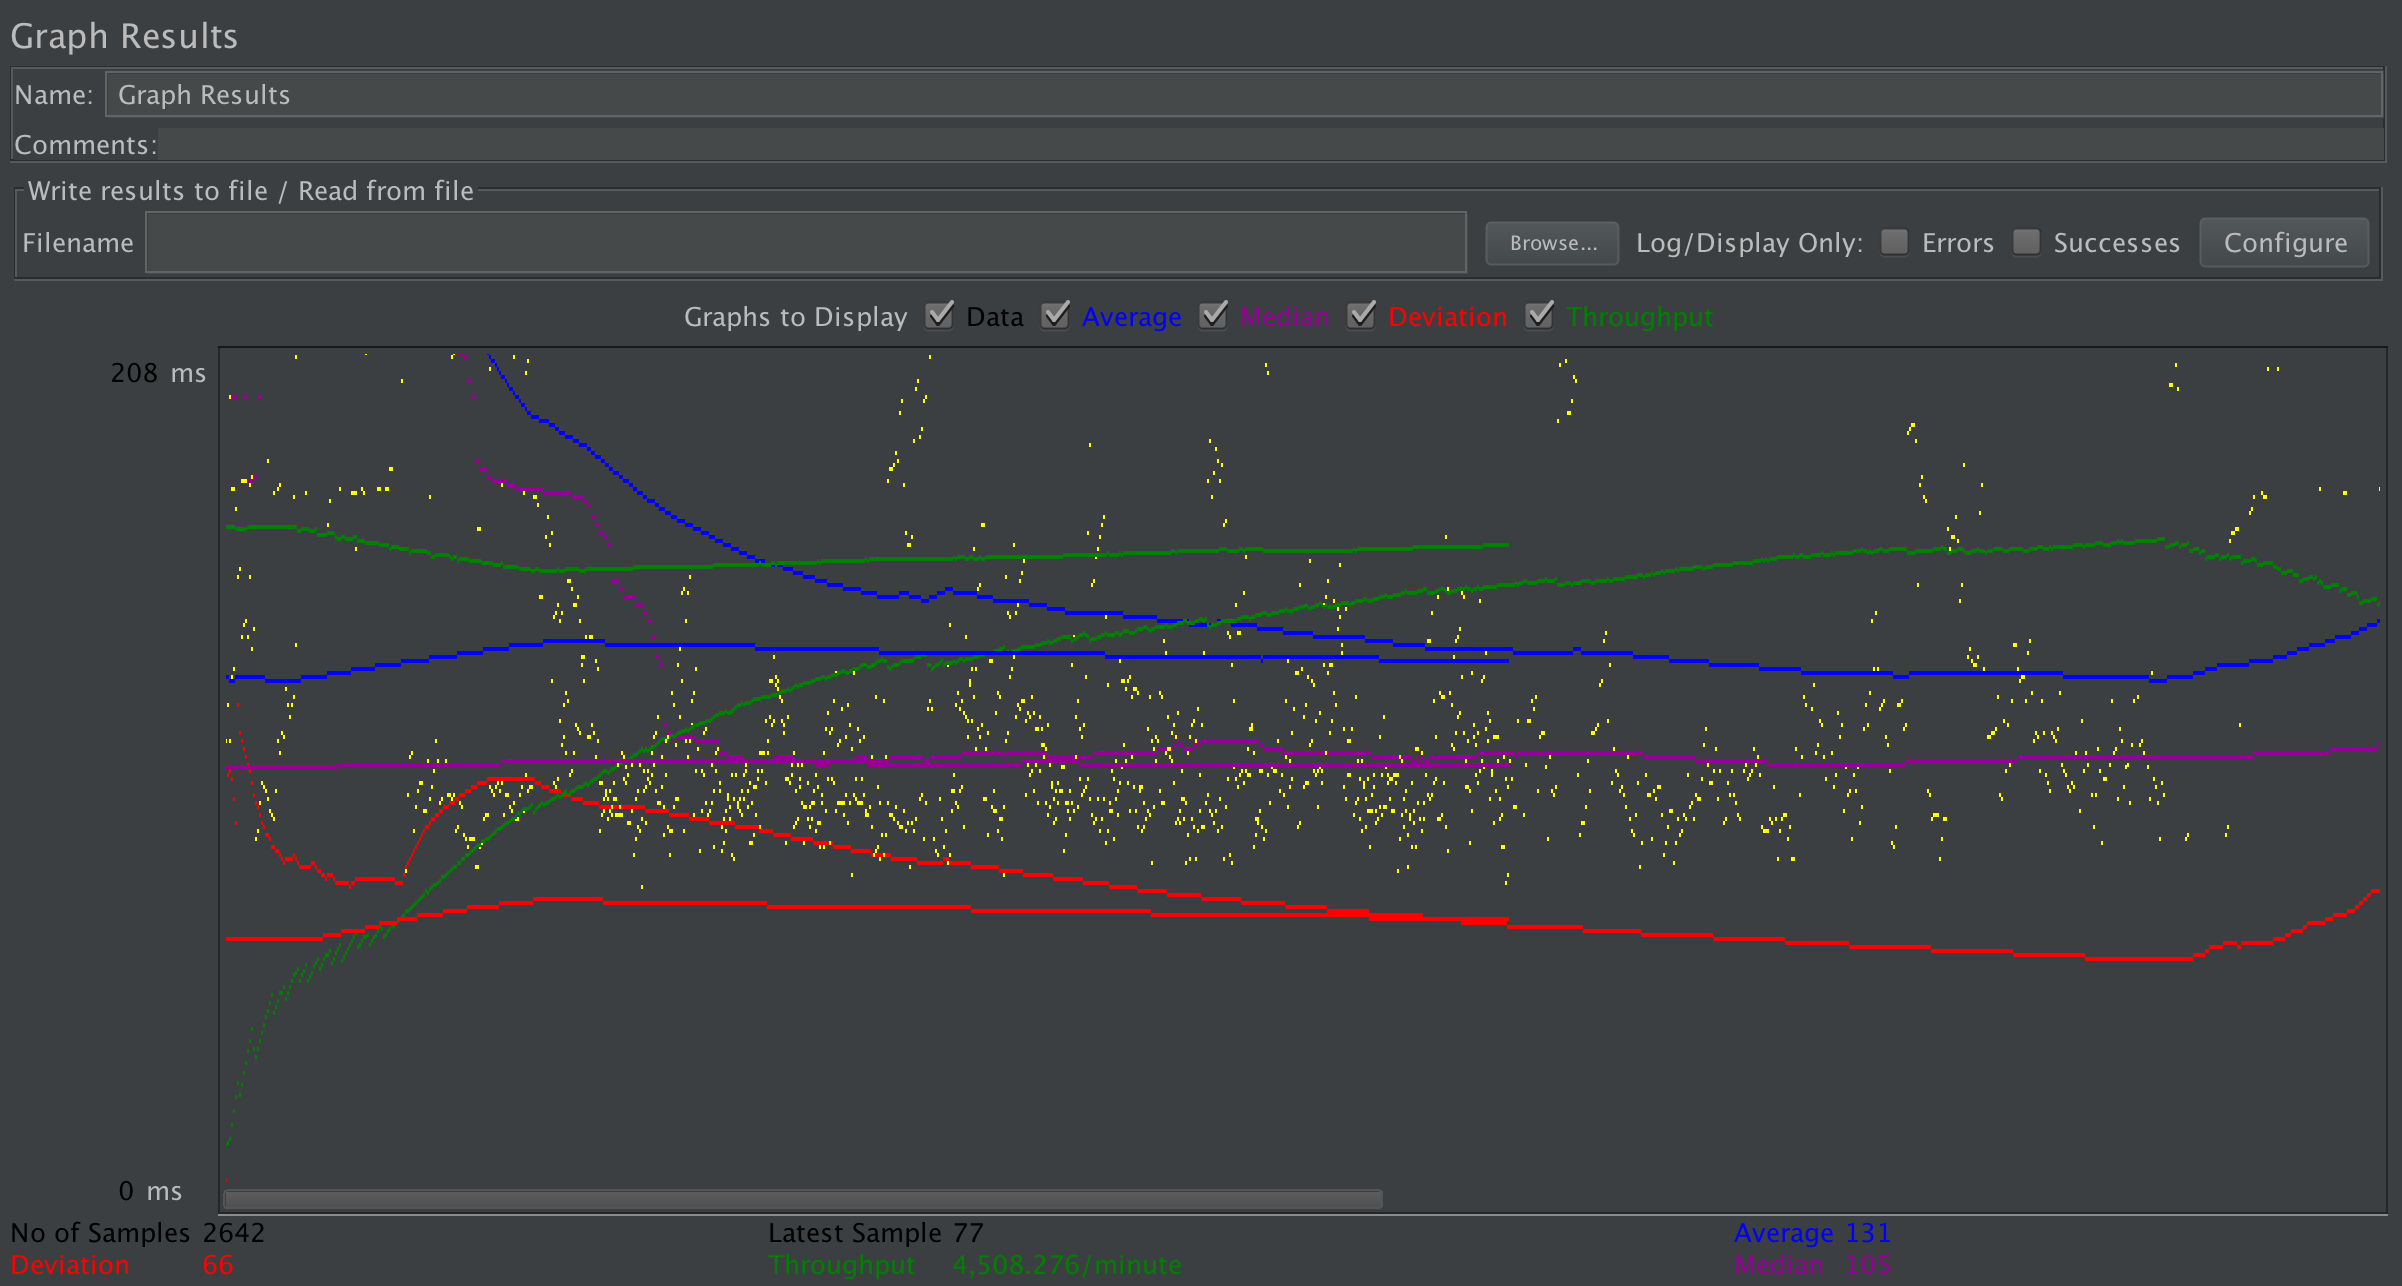 Graph Results
Name: Graph Results
Comments:
Write results to file / Read from file
Filename Browse... Log/Display Only: Errors Successes Configure
Graphs to Display Data Average Median Deviation Throughput
208 ms
0 ms
No of Samples 2642 Latest Sample 77 Average 131
Deviation 66 Throughput 4,508.276/minute Median 105